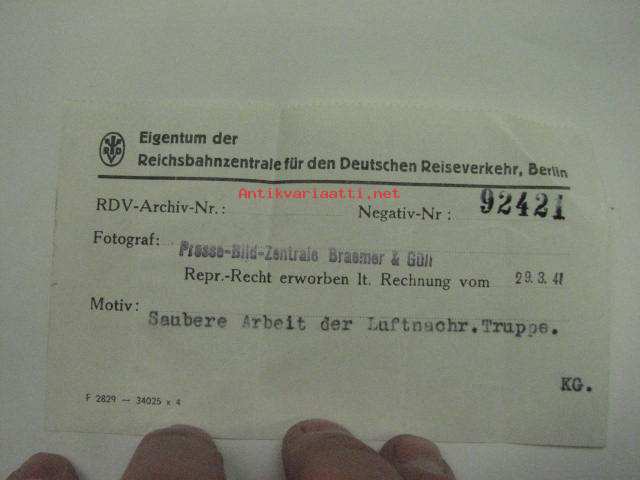 Eigentum der
Reichsbahnzentrale für den Deutschen Reiseverkehr, Berlin
Antikvariaatti.net
RDV-Archiv-Nr.: Negativ-Nr: 92421
Fotograf: Presse-Bild-Zentrale Braemer & Güll
Repr.-Recht erworben lt. Rechnung vom 29.3.41
Motiv: Saubere Arbeit der Luftnachr.Truppe.
KG.
F 2829 — 34025 x 4